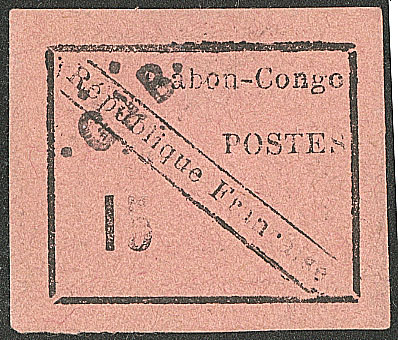 Gabon-Congo
POSTES
République Française
15